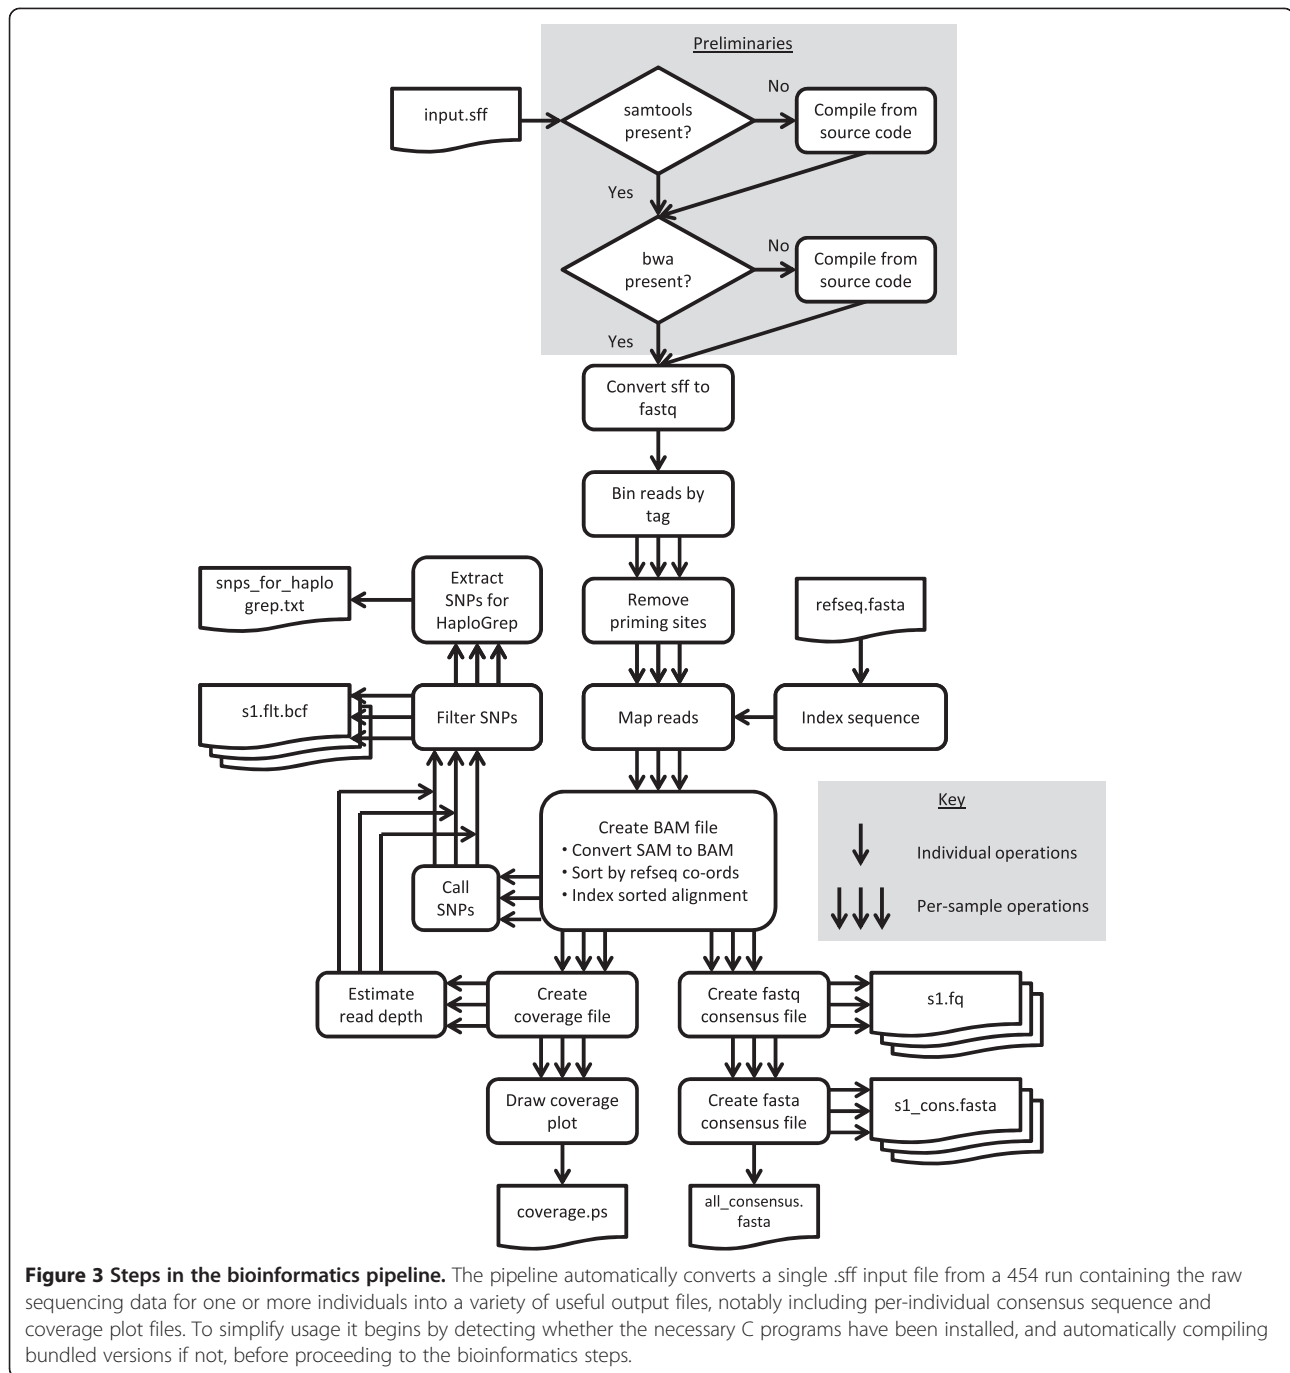 Preliminaries
input.sff
samtools
present?
No
Compile from
source code
Yes
bwa
present?
No
Compile from
source code
Yes
Convert sff to
fastq
Bin reads by
tag
snps_for_haplo
grep.txt
Extract
SNPs for
HaploGrep
Remove
priming sites
refseq.fasta
s1.flt.bcf
Filter SNPs
Map reads
Index sequence
Create BAM file
• Convert SAM to BAM
• Sort by refseq co-ords
• Index sorted alignment
Key
Individual operations
Per-sample operations
Call
SNPs
Estimate
read depth
Create
coverage file
Create fastq
consensus file
s1.fq
Draw coverage
plot
Create fasta
consensus file
s1_cons.fasta
coverage.ps
all_consensus.
fasta
Figure 3 Steps in the bioinformatics pipeline. The pipeline automatically converts a single .sff input file from a 454 run containing the raw
sequencing data for one or more individuals into a variety of useful output files, notably including per-individual consensus sequence and
coverage plot files. To simplify usage it begins by detecting whether the necessary C programs have been installed, and automatically compiling
bundled versions if not, before proceeding to the bioinformatics steps.